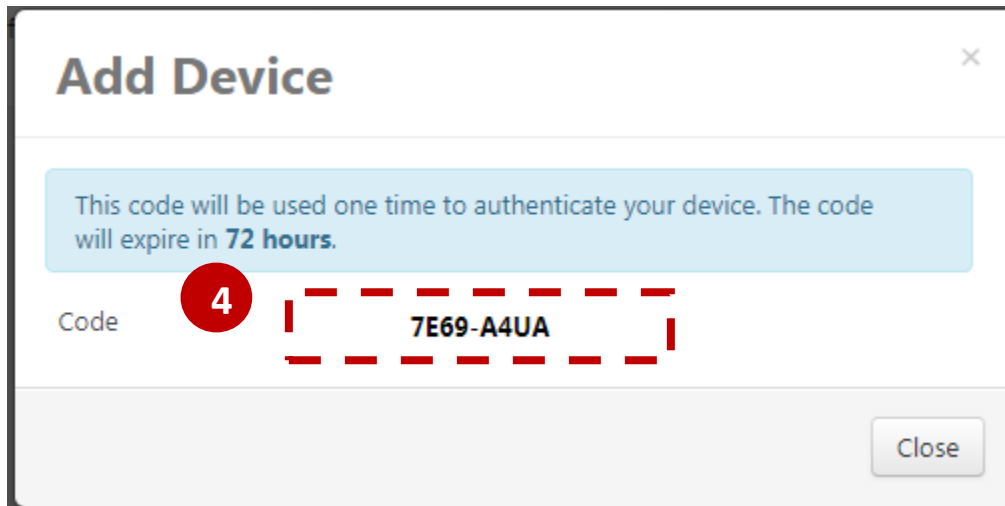 Add Device
×
This code will be used one time to authenticate your device. The code
will expire in 72 hours.
4
Code 7E69-A4UA
Close